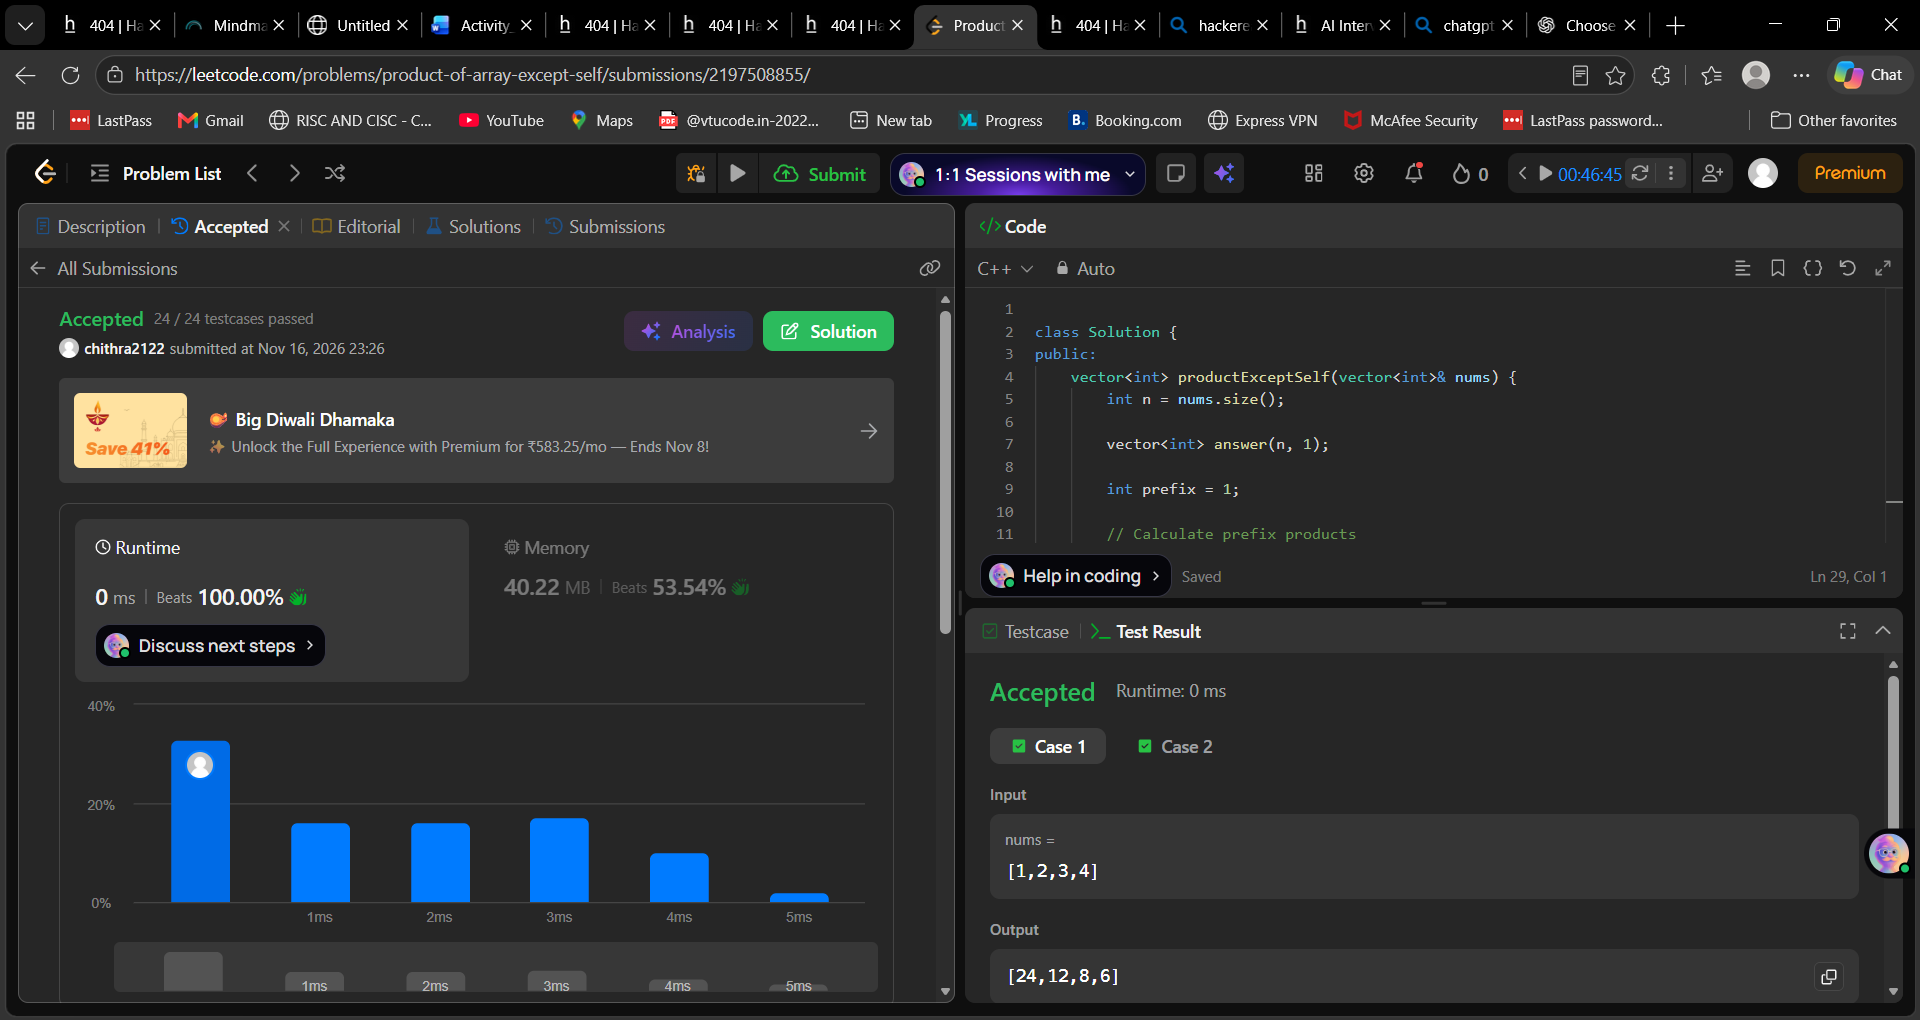 404 | Ha
Mindma
Untitled
Activity_
404 | Ha
404 | Ha
404 | Ha
Product
404 | Ha
hackere
AI Inter
chatgpt
Choose
https://leetcode.com/problems/product-of-array-except-self/submissions/2197508855/
Chat
LastPass
Gmail
RISC AND CISC - C...
YouTube
Maps
@vtucode.in-2022...
New tab
Progress
Booking.com
Express VPN
McAfee Security
LastPass password...
Other favorites
Problem List
Submit
1:1 Sessions with me
0
00:46:45
Premium
Description
Accepted
Editorial
Solutions
Submissions
All Submissions
Accepted 24 / 24 testcases passed
chithra2122 submitted at Nov 16, 2026 23:26
Analysis
Solution
Save 41%
Big Diwali Dhamaka
Unlock the Full Experience with Premium for ₹583.25/mo — Ends Nov 8!
Runtime
0 ms | Beats 100.00%
Discuss next steps
Memory
40.22 MB | Beats 53.54%
40%
20%
0%
1ms
2ms
3ms
4ms
5ms
1ms
2ms
3ms
4ms
5ms
Code
C++
Auto
1
2 class Solution {
3 public:
4 vector<int> productExceptSelf(vector<int>& nums) {
5 int n = nums.size();
6
7 vector<int> answer(n, 1);
8
9 int prefix = 1;
10
11 // Calculate prefix products
Help in coding
Saved
Ln 29, Col 1
Testcase
Test Result
Accepted Runtime: 0 ms
Case 1
Case 2
Input
nums =
[1,2,3,4]
Output
[24,12,8,6]